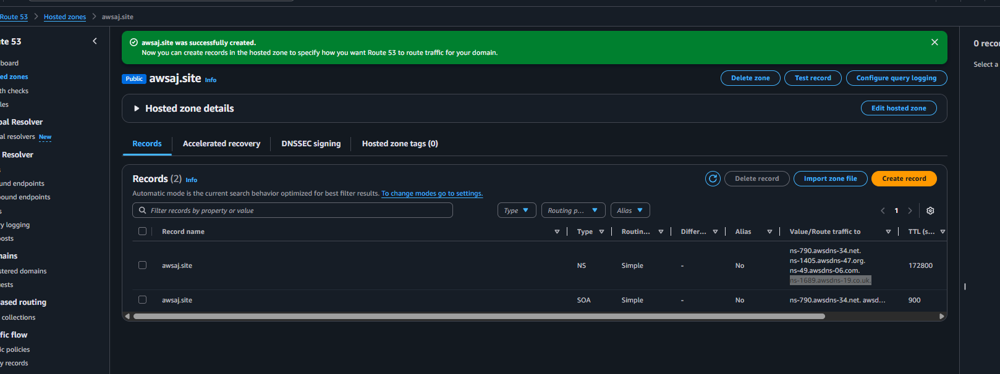 Route 53 > Hosted zones > awsaj.site
te 53
board
ed zones
th checks
les
bal Resolver
al resolvers New
Resolver
s
und endpoints
bound endpoints
s
ry logging
posts
mains
stered domains
uests
ased routing
collections
fic flow
ic policies
y records
awsaj.site was successfully created.
Now you can create records in the hosted zone to specify how you want Route 53 to route traffic for your domain.
Public awsaj.site Info
Delete zone
Test record
Configure query logging
Hosted zone details
Edit hosted zone
Records
Accelerated recovery
DNSSEC signing
Hosted zone tags (0)
Records (2) Info
Delete record
Import zone file
Create record
Automatic mode is the current search behavior optimized for best filter results. To change modes go to settings.
Filter records by property or value
Type
Routing p...
Alias
1
Record name Type Routin... Differ... Alias Value/Route traffic to TTL (s...
awsaj.site NS Simple - No
ns-790.awsdns-34.net.
ns-1405.awsdns-47.org.
ns-49.awsdns-06.com.
ns-1689.awsdns-19.co.uk.
172800
awsaj.site SOA Simple - No ns-790.awsdns-34.net. awsd... 900
0 reco
Select a